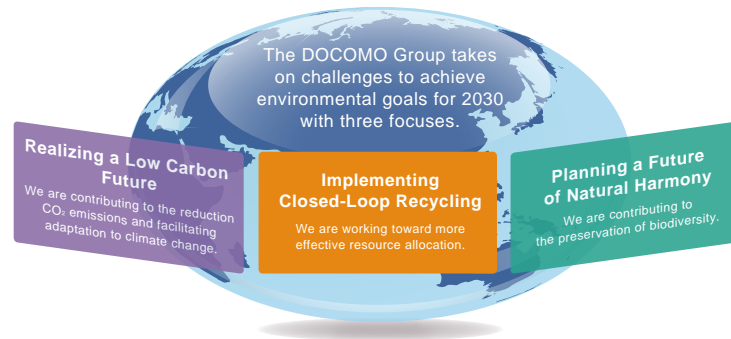 The DOCOMO Group takes
on challenges to achieve
environmental goals for 2030
with three focuses.
Realizing a Low Carbon
Future
We are contributing to the reduction
CO₂ emissions and facilitating
adaptation to climate change.
Implementing
Closed-Loop Recycling
We are working toward more
effective resource allocation.
Planning a Future
of Natural Harmony
We are contributing to
the preservation of biodiversity.